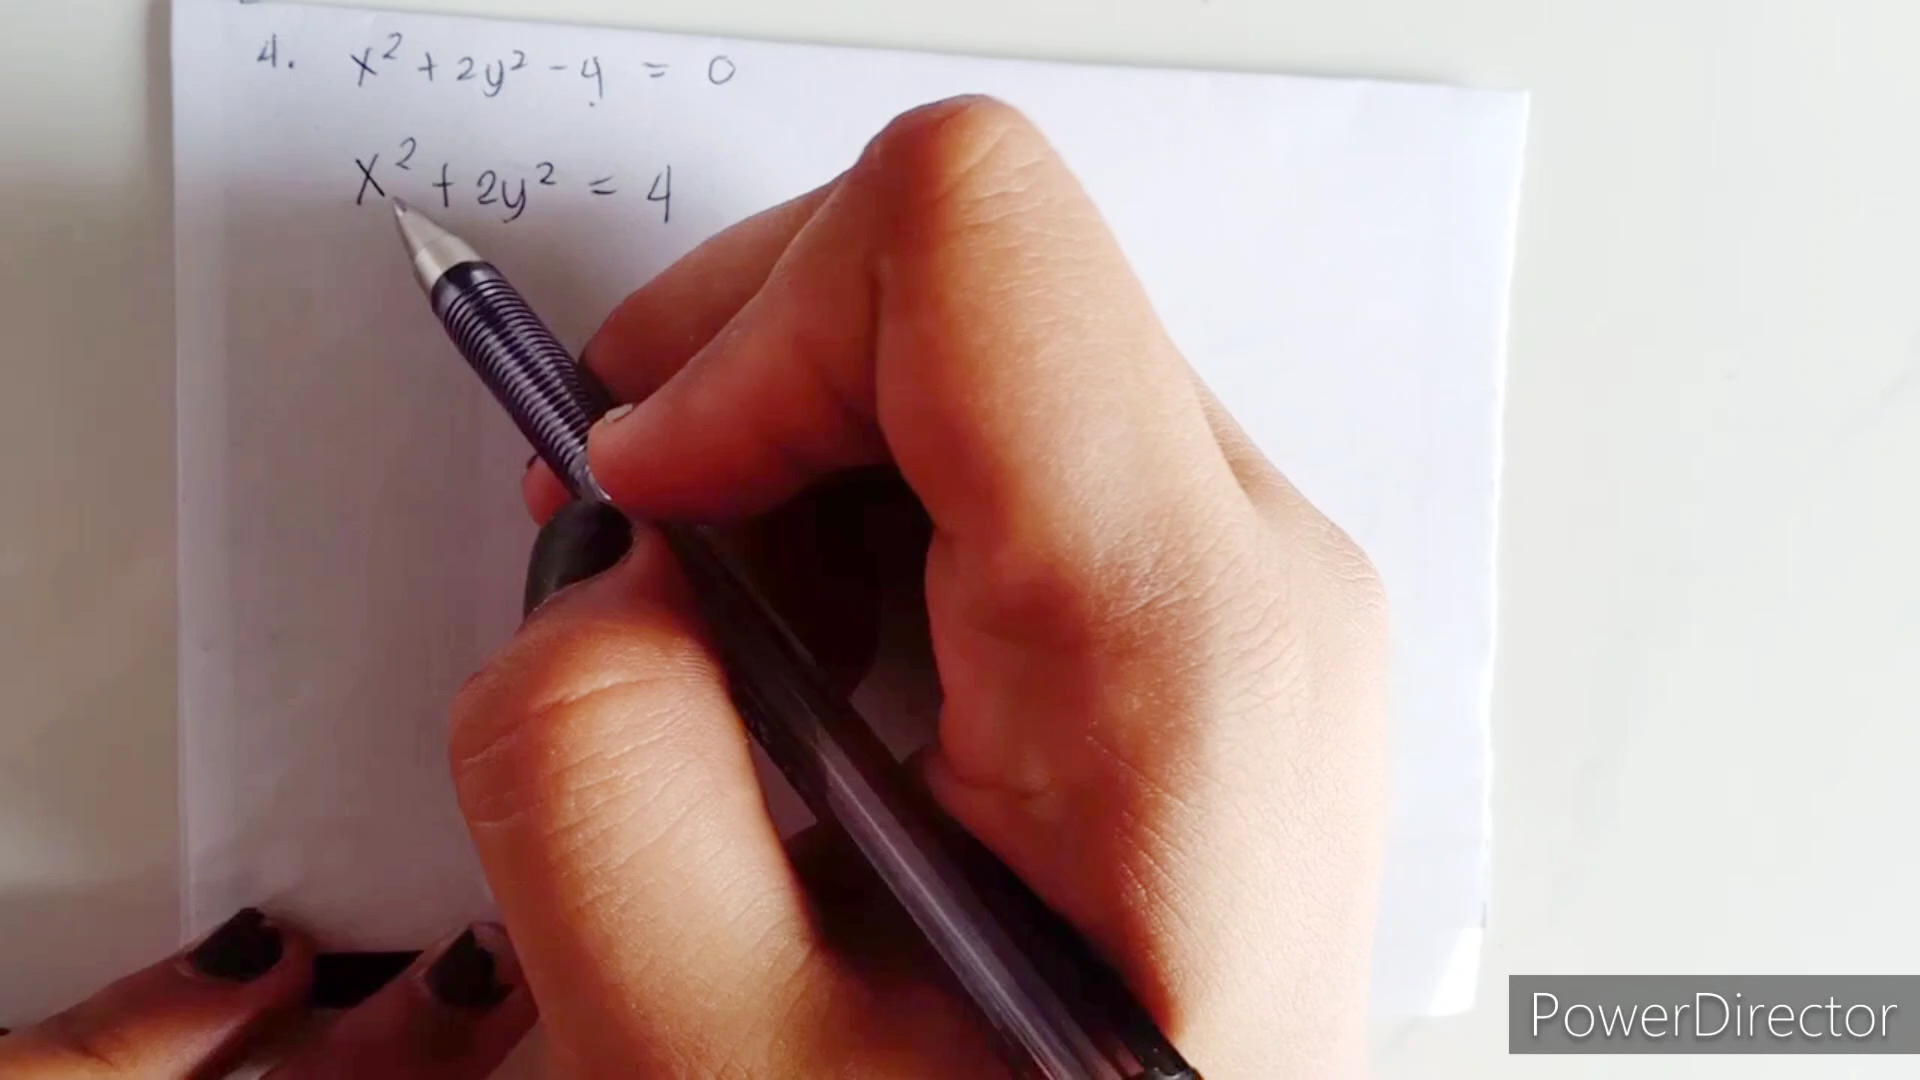 4. x² + 2y² - 4 = 0
x² + 2y² = 4
PowerDirector